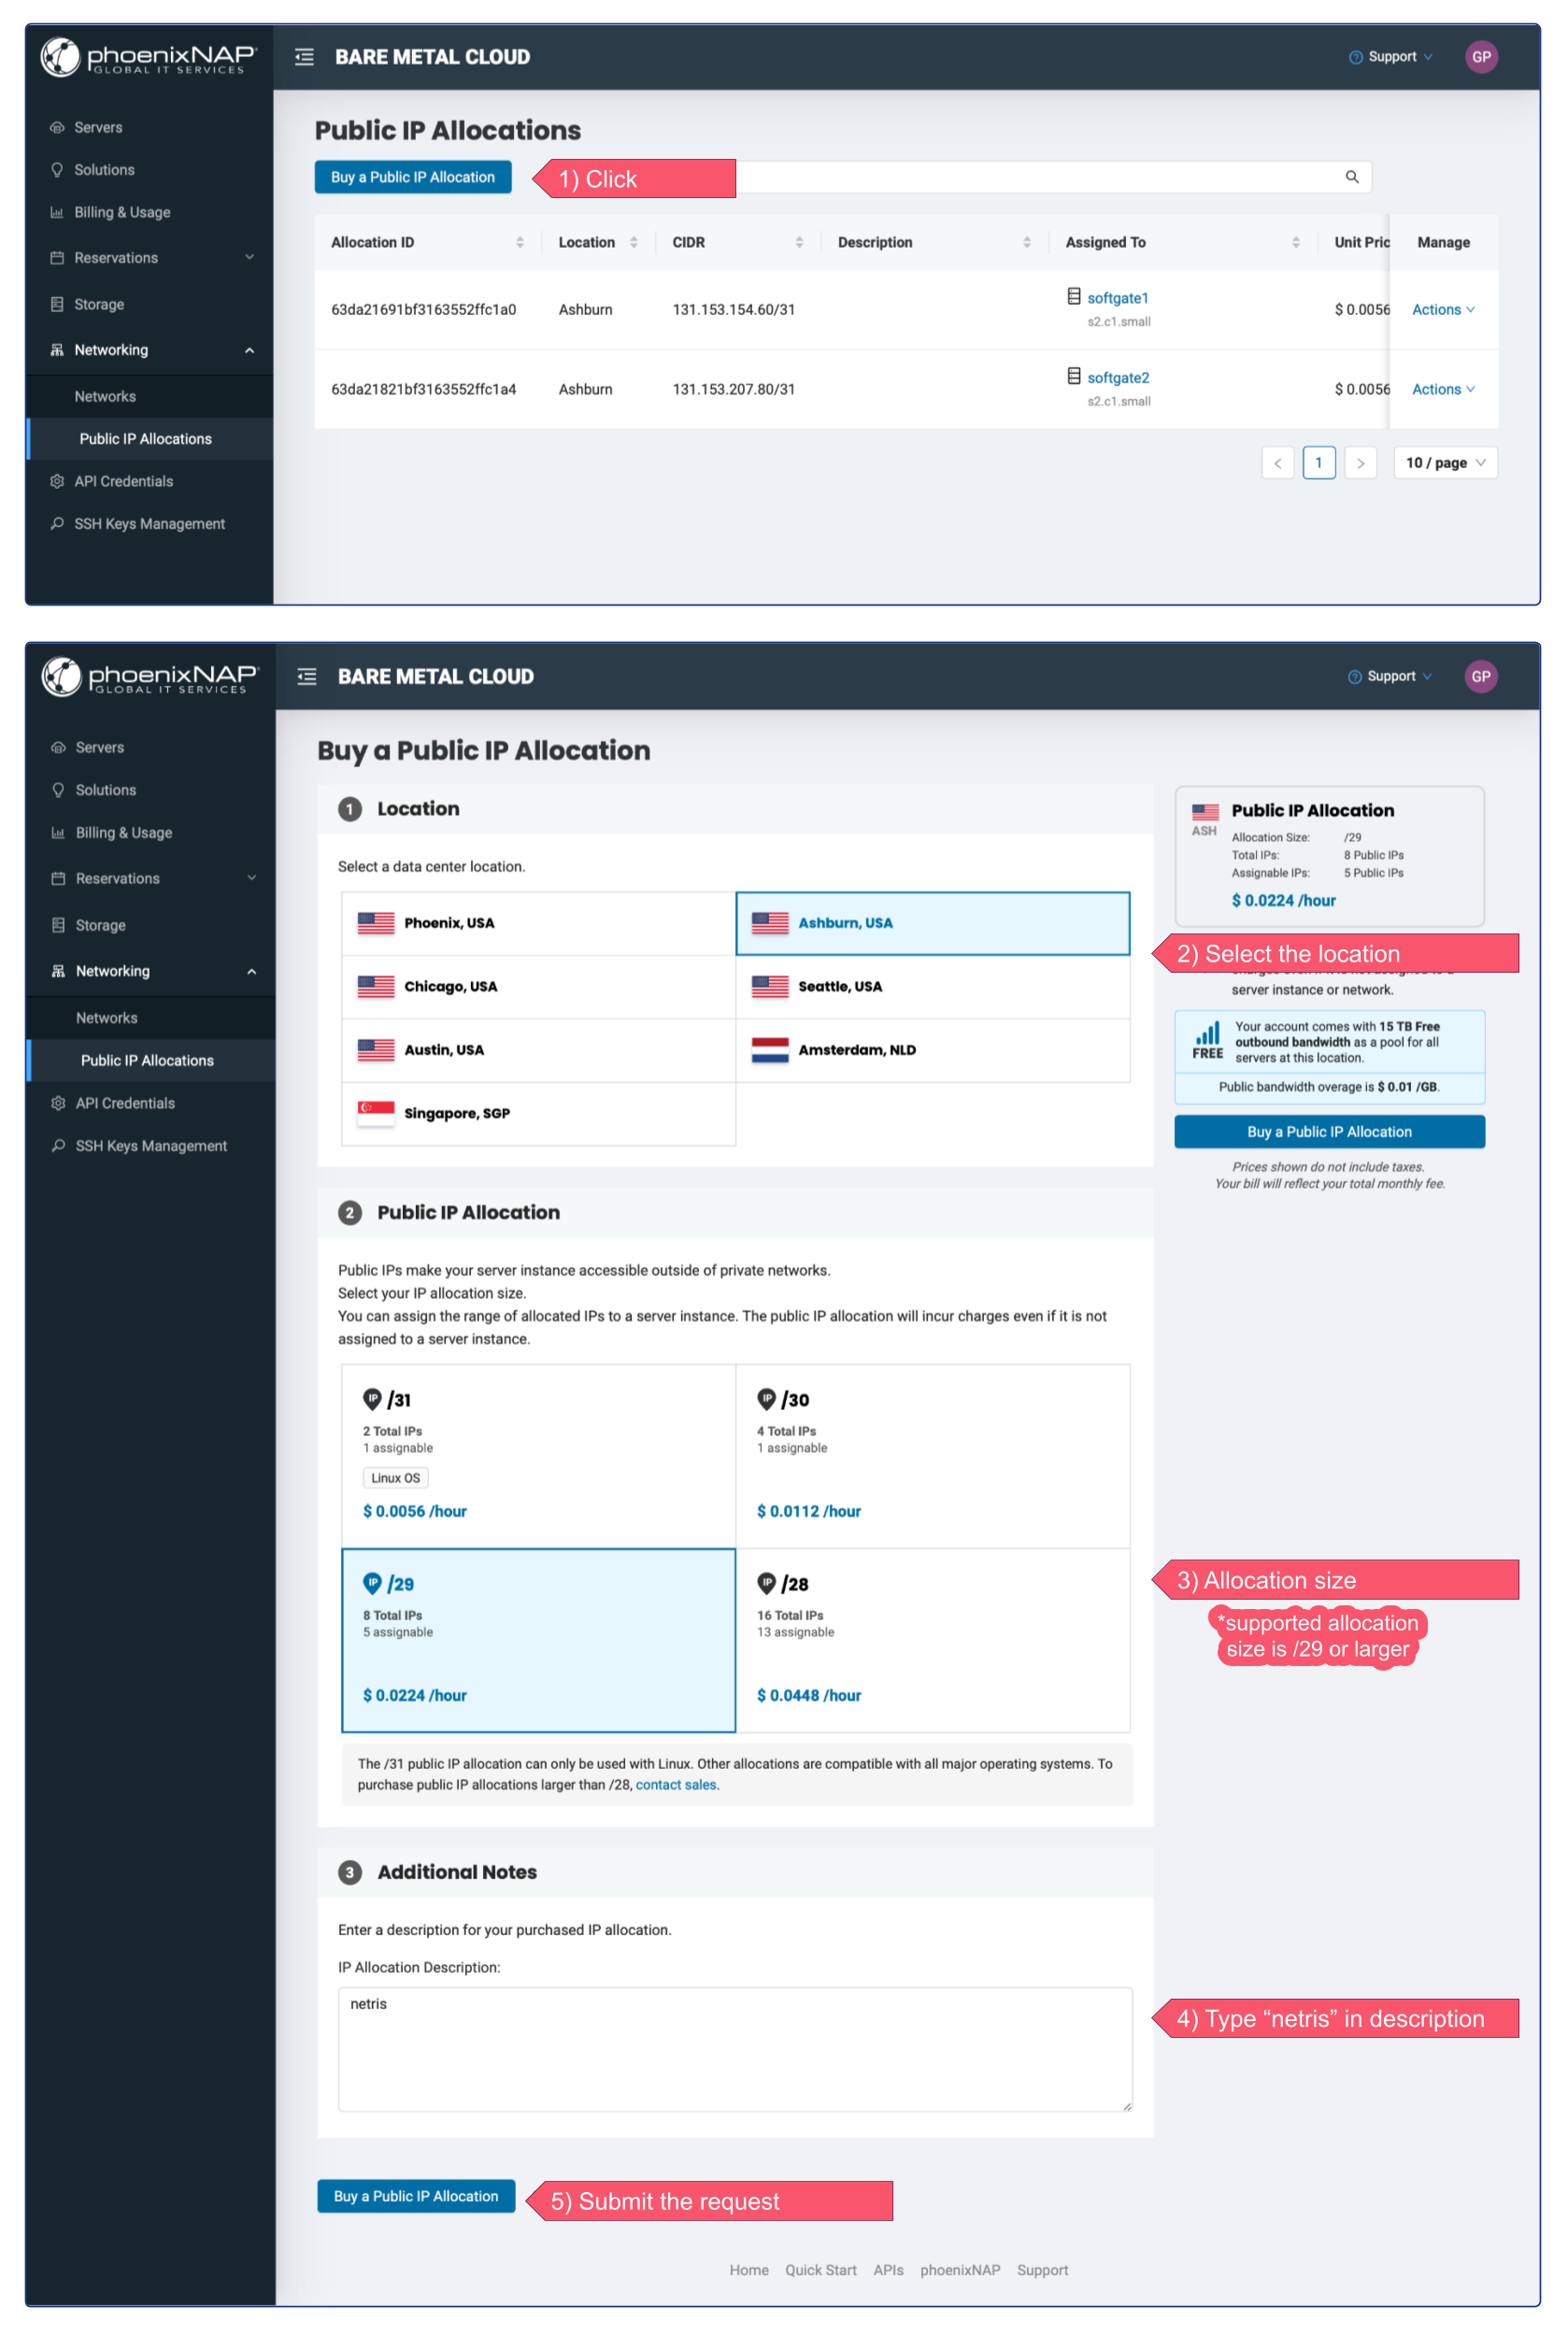 phoenixNAP
GLOBAL IT SERVICES
BARE METAL CLOUD
Support
GP
Servers
Solutions
Billing & Usage
Reservations
Storage
Networking
Networks
Public IP Allocations
API Credentials
SSH Keys Management
Public IP Allocations
Buy a Public IP Allocation
1) Click
Allocation ID Location CIDR Description Assigned To Unit Pric Manage
63da21691bf3163552ffc1a0 Ashburn 131.153.154.60/31 softgate1 $ 0.0056 Actions
s2.c1.small
63da21821bf3163552ffc1a4 Ashburn 131.153.207.80/31 softgate2 $ 0.0056 Actions
s2.c1.small
< 1 > 10 / page
phoenixNAP
GLOBAL IT SERVICES
BARE METAL CLOUD
Support
GP
Servers
Solutions
Billing & Usage
Reservations
Storage
Networking
Networks
Public IP Allocations
API Credentials
SSH Keys Management
Buy a Public IP Allocation
1 Location
Select a data center location.
Phoenix, USA
Ashburn, USA
Chicago, USA
Seattle, USA
Austin, USA
Amsterdam, NLD
Singapore, SGP
ASH
Public IP Allocation
Allocation Size: /29
Total IPs: 8 Public IPs
Assignable IPs: 5 Public IPs
$ 0.0224 /hour
2) Select the location
server instance or network.
FREE
Your account comes with 15 TB Free
outbound bandwidth as a pool for all
servers at this location.
Public bandwidth overage is $ 0.01 /GB.
Buy a Public IP Allocation
Prices shown do not include taxes.
Your bill will reflect your total monthly fee.
2 Public IP Allocation
Public IPs make your server instance accessible outside of private networks.
Select your IP allocation size.
You can assign the range of allocated IPs to a server instance. The public IP allocation will incur charges even if it is not
assigned to a server instance.
IP /31
2 Total IPs
1 assignable
Linux OS
$ 0.0056 /hour
IP /30
4 Total IPs
1 assignable
$ 0.0112 /hour
IP /29
8 Total IPs
5 assignable
$ 0.0224 /hour
IP /28
16 Total IPs
13 assignable
$ 0.0448 /hour
3) Allocation size
*supported allocation
size is /29 or larger
The /31 public IP allocation can only be used with Linux. Other allocations are compatible with all major operating systems. To
purchase public IP allocations larger than /28, contact sales.
3 Additional Notes
Enter a description for your purchased IP allocation.
IP Allocation Description:
netris
4) Type “netris” in description
Buy a Public IP Allocation
5) Submit the request
Home Quick Start APIs phoenixNAP Support